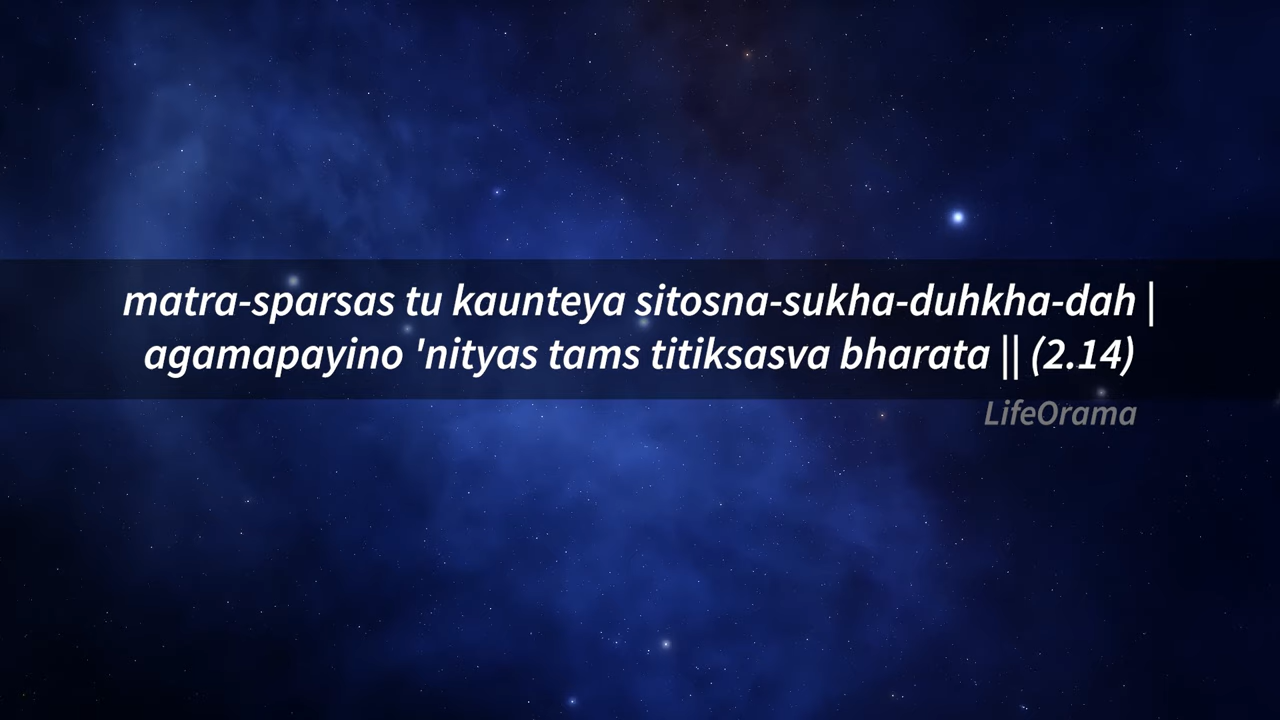 matra-sparsas tu kaunteya sitosna-sukha-duhkha-dah |
agamapayino 'nityas tams titiksasva bharata || (2.14)
LifeOrama